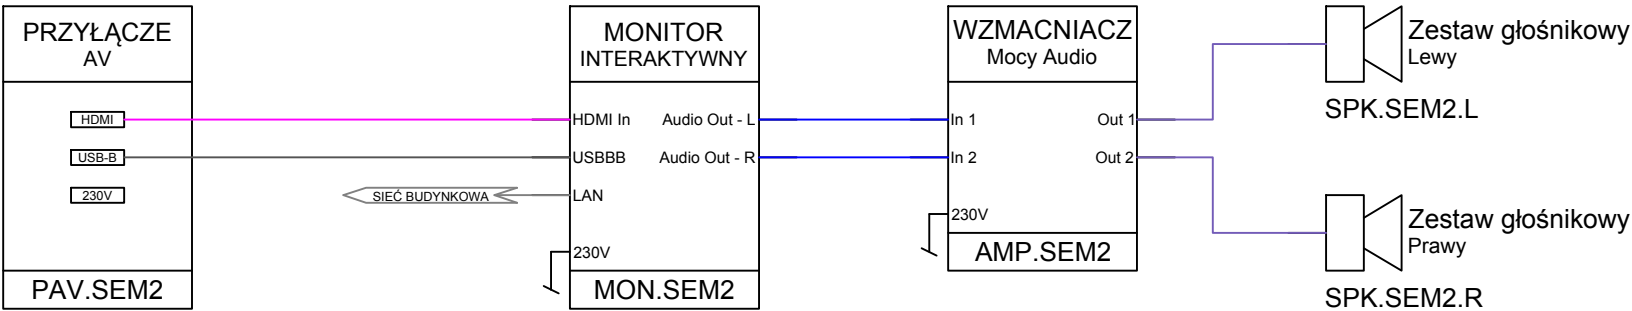 PRZYŁĄCZE
AV
HDMI
USB-B
230V
PAV.SEM2
SIEĆ BUDYNKOWA
MONITOR
INTERAKTYWNY
HDMI In
Audio Out - L
USBBB
Audio Out - R
LAN
230V
MON.SEM2
WZMACNIACZ
Mocy Audio
In 1
Out 1
In 2
Out 2
230V
AMP.SEM2
Zestaw głośnikowy
Lewy
SPK.SEM2.L
Zestaw głośnikowy
Prawy
SPK.SEM2.R